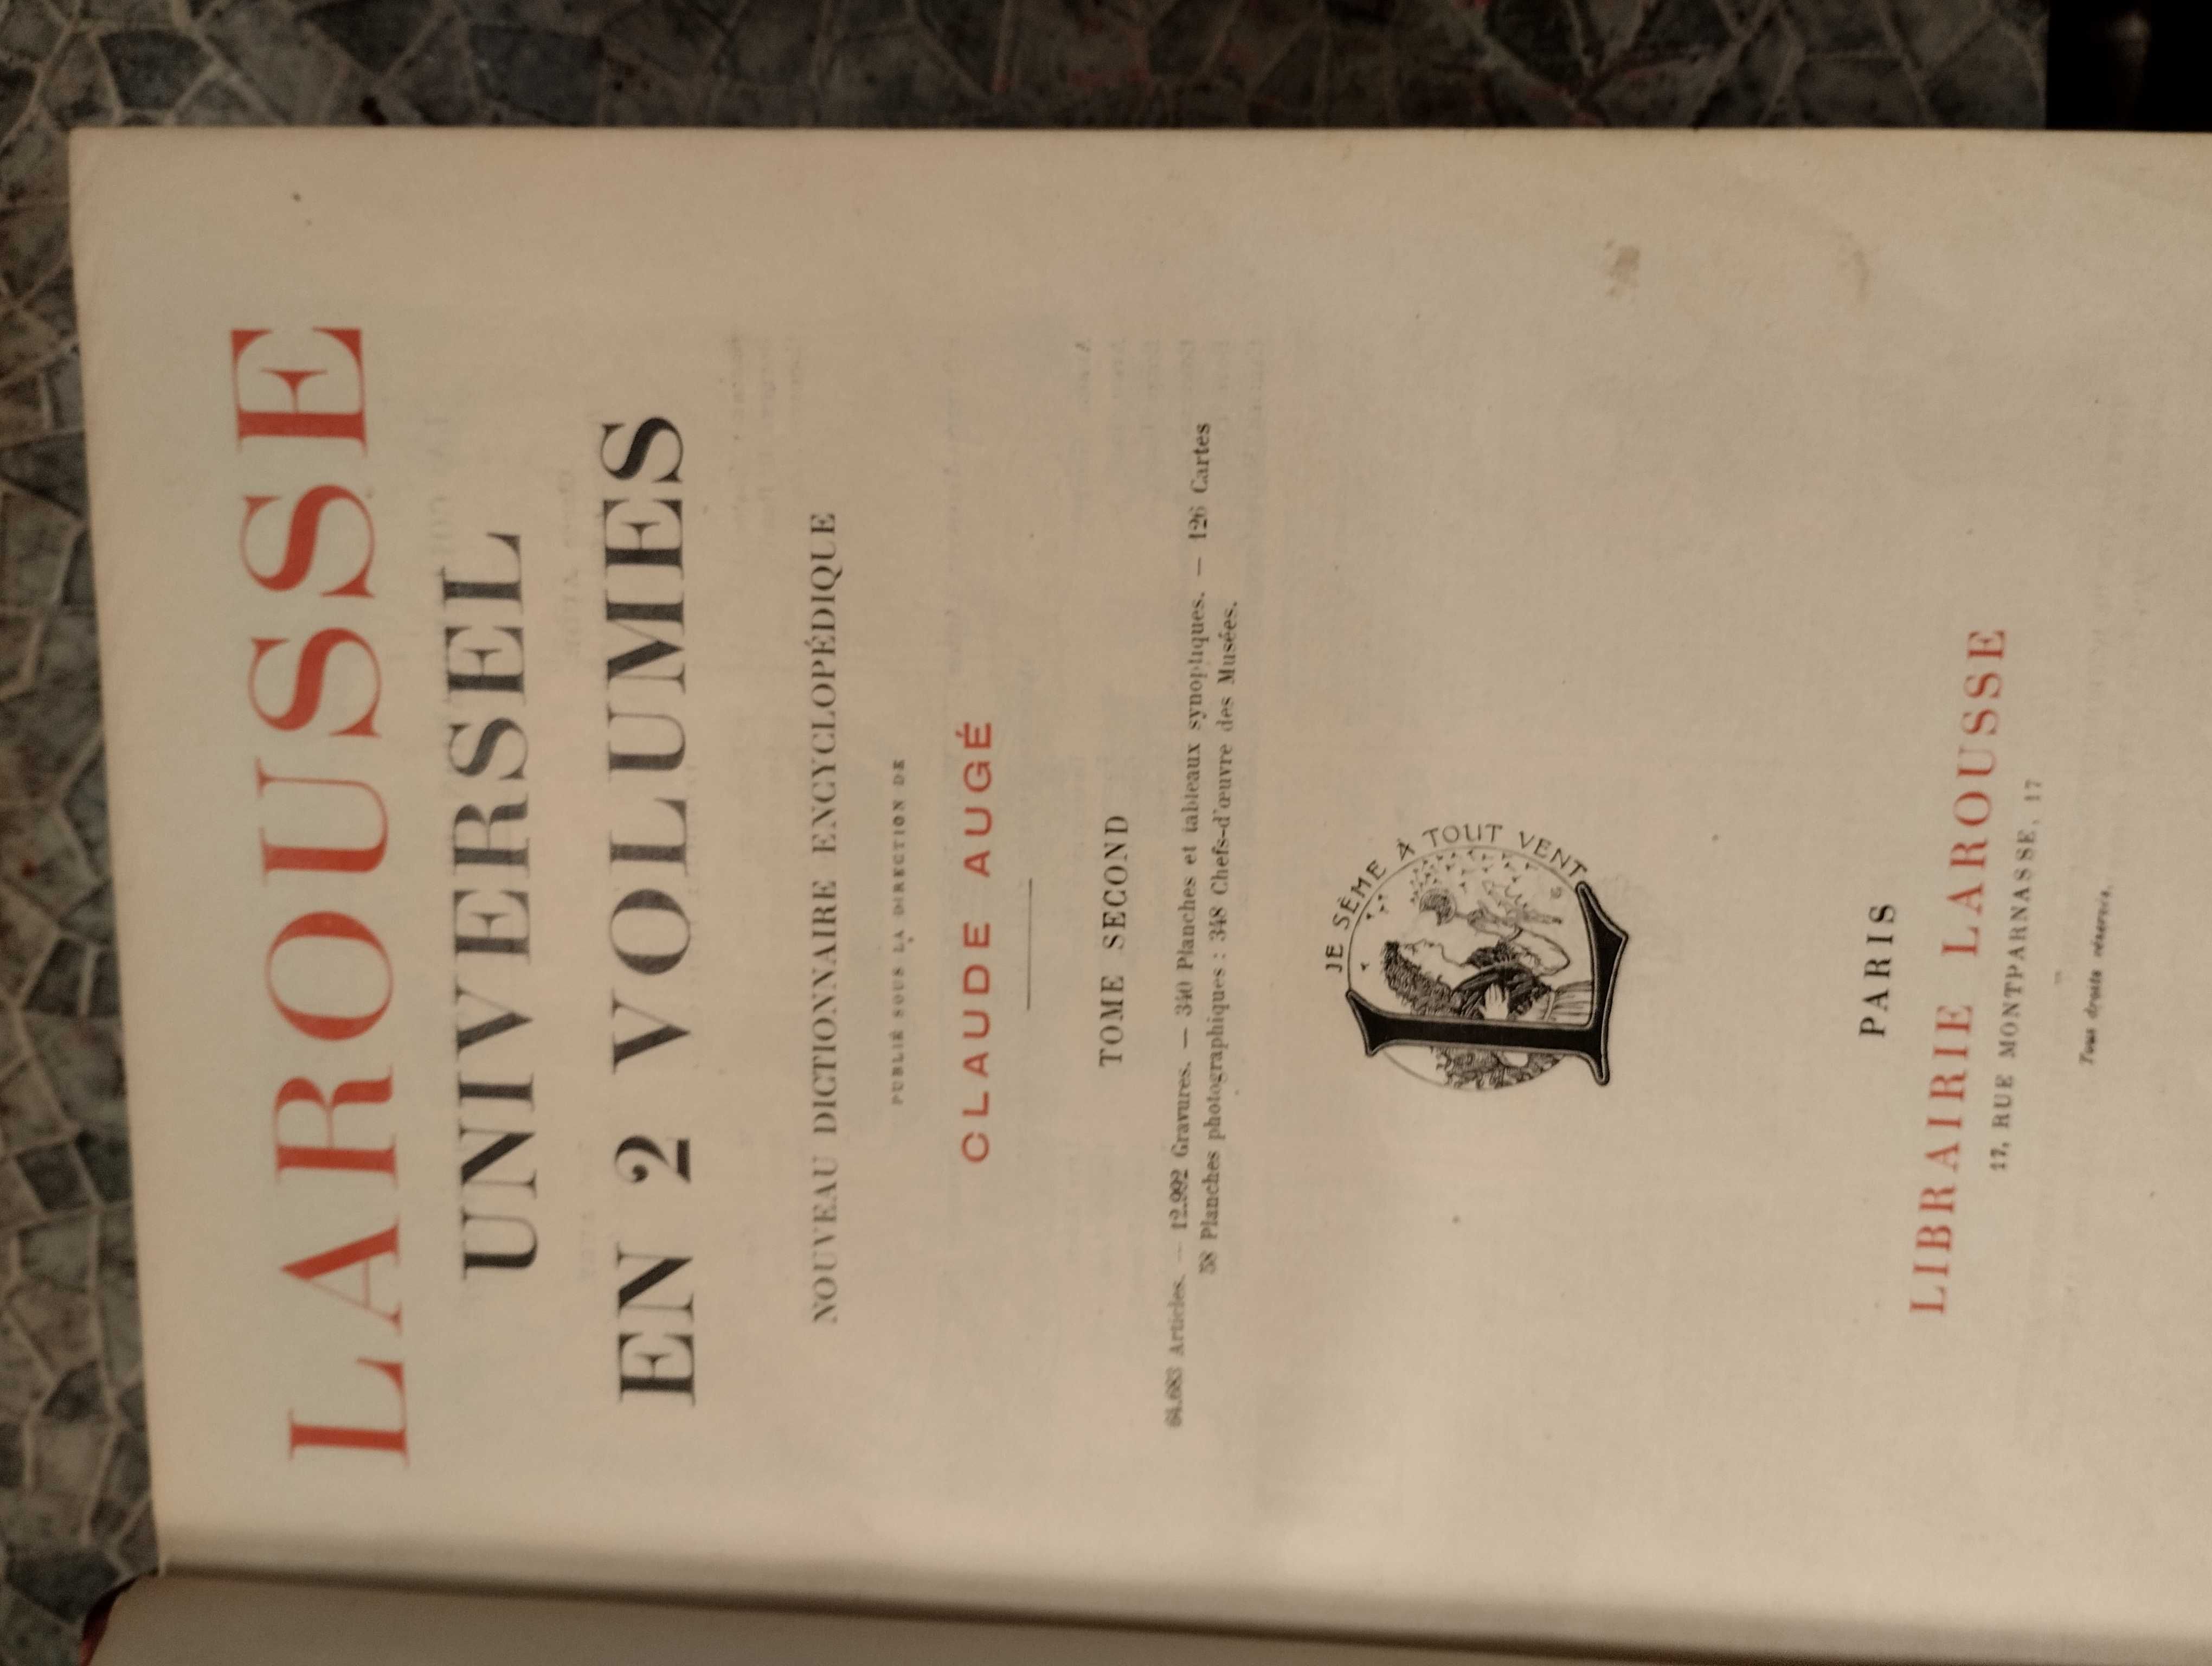 LAROUSSE
UNIVERSEL
EN 2 VOLUMES
NOUVEAU DICTIONNAIRE ENCYCLOPÉDIQUE
PUBLIÉ SOUS LA DIRECTION DE
CLAUDE AUGÉ
TOME SECOND
64.683 Articles. — 12.992 Gravures. — 340 Planches et tableaux synoptiques. — 126 Cartes
58 Planches photographiques : 348 Chefs-d'œuvre des Musées.
JE SÈME À TOUT VENT
L
PARIS
LIBRAIRIE LAROUSSE
17, RUE MONTPARNASSE, 17
Tous droits réservés.